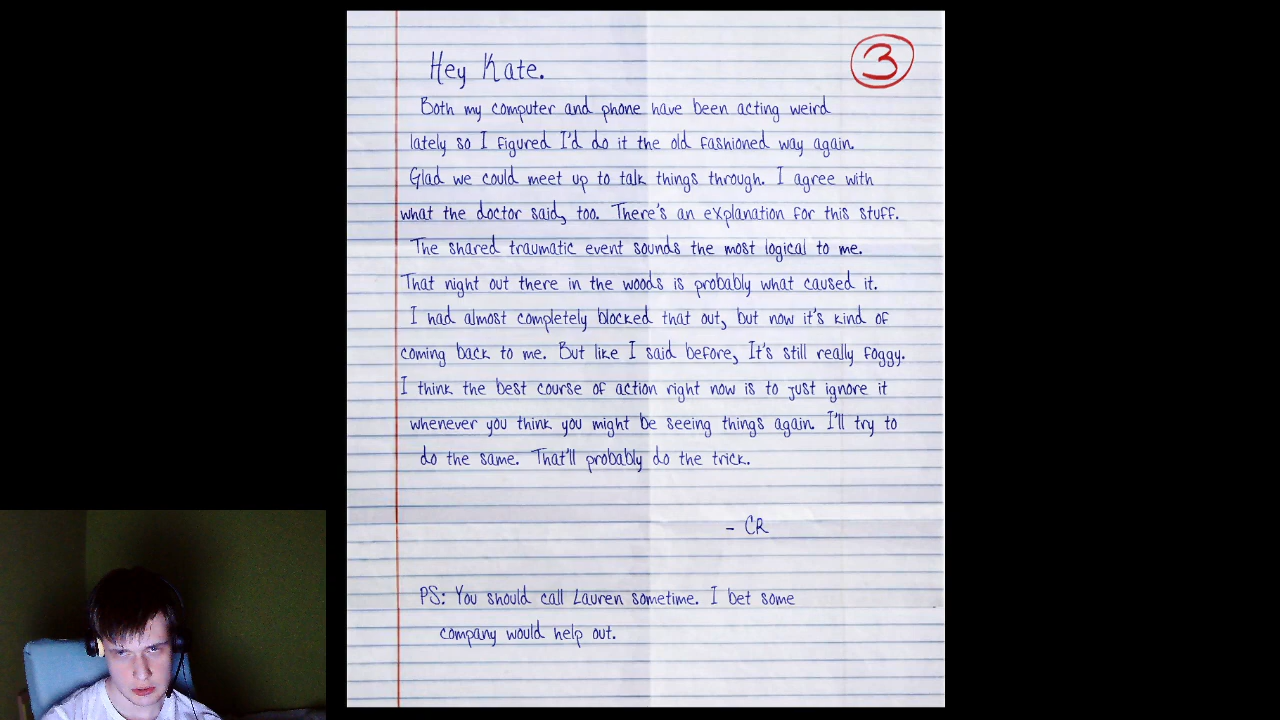 Hey Kate.
3
Both my computer and phone have been acting weird
lately so I figured I'd do it the old fashioned way again.
Glad we could meet up to talk things through. I agree with
what the doctor said, too. There's an explanation for this stuff.
The shared traumatic event sounds the most logical to me.
That night out there in the woods is probably what caused it.
I had almost completely blocked that out, but now it's kind of
coming back to me. But like I said before, It's still really foggy.
I think the best course of action right now is to just ignore it
whenever you think you might be seeing things again. I'll try to
do the same. That'll probably do the trick.
- CR
PS: You should call Lauren sometime. I bet some
company would help out.